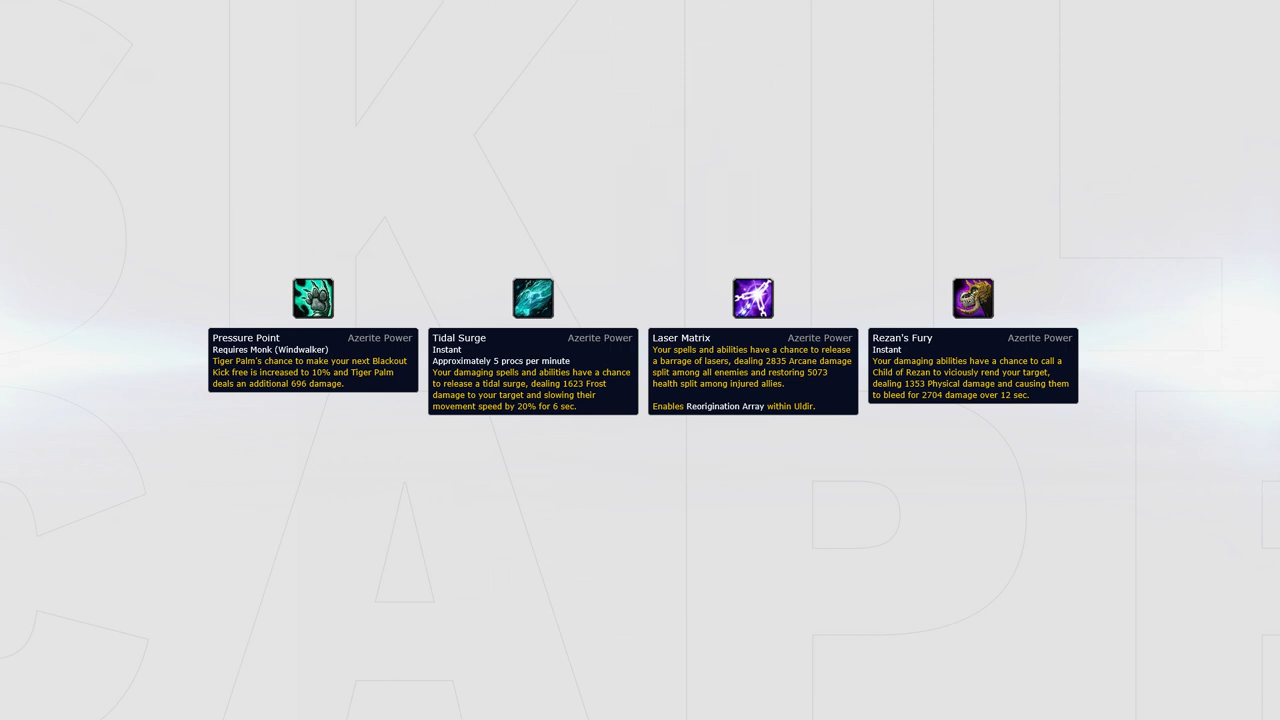 SKILL
CAPPED
Pressure Point Azerite Power
Requires Monk (Windwalker)
Tiger Palm's chance to make your next Blackout
Kick free is increased to 10% and Tiger Palm
deals an additional 696 damage.
Tidal Surge Azerite Power
Instant
Approximately 5 procs per minute
Your damaging spells and abilities have a chance
to release a tidal surge, dealing 1623 Frost
damage to your target and slowing their
movement speed by 20% for 6 sec.
Laser Matrix Azerite Power
Your spells and abilities have a chance to release
a barrage of lasers, dealing 2835 Arcane damage
split among all enemies and restoring 5073
health split among injured allies.
Enables Reorigination Array within Uldir.
Rezan's Fury Azerite Power
Instant
Your damaging abilities have a chance to call a
Child of Rezan to viciously rend your target,
dealing 1353 Physical damage and causing them
to bleed for 2704 damage over 12 sec.